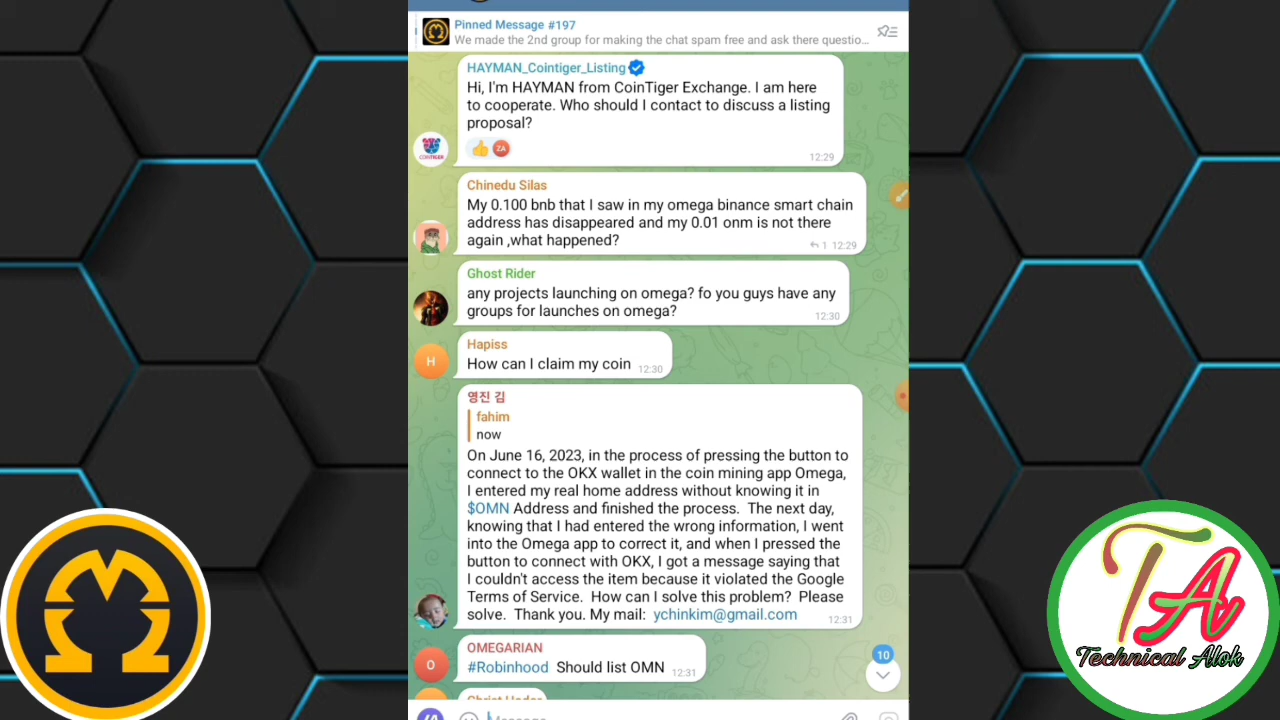 Pinned Message #197
We made the 2nd group for making the chat spam free and ask there questio...
HAYMAN_Cointiger_Listing
Hi, I'm HAYMAN from CoinTiger Exchange. I am here
to cooperate. Who should I contact to discuss a listing
proposal?
ZA
12:29
COINTIGER
Chinedu Silas
My 0.100 bnb that I saw in my omega binance smart chain
address has disappeared and my 0.01 onm is not there
again ,what happened?
1 12:29
Ghost Rider
any projects launching on omega? fo you guys have any
groups for launches on omega?
12:30
Hapiss
H
How can I claim my coin 12:30
영진 김
fahim
now
On June 16, 2023, in the process of pressing the button to
connect to the OKX wallet in the coin mining app Omega,
I entered my real home address without knowing it in
$OMN Address and finished the process. The next day,
knowing that I had entered the wrong information, I went
into the Omega app to correct it, and when I pressed the
button to connect with OKX, I got a message saying that
I couldn't access the item because it violated the Google
Terms of Service. How can I solve this problem? Please
solve. Thank you. My mail: ychinkim@gmail.com
12:31
OMEGARIAN
O
#Robinhood Should list OMN 12:31
10
Message
TA
Technical Alok